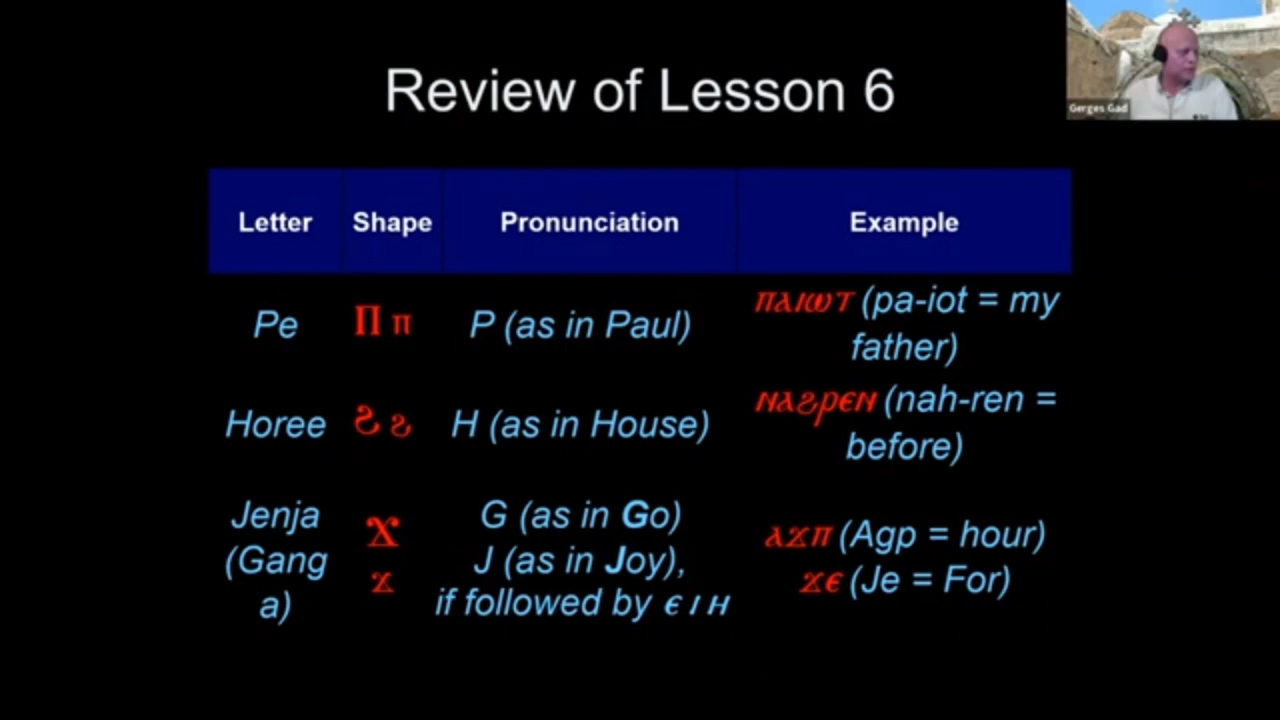 Review of Lesson 6
Gerges Gad
Letter Shape Pronunciation Example
Pe Ⲡ ⲡ P (as in Paul) ⲡⲁⲓⲱⲧ (pa-iot = my
father)
Horee Ϩ ϩ H (as in House) ⲛⲁϩⲣⲉⲛ (nah-ren =
before)
Jenja
(Gang
a)
Ϫ
ϫ
G (as in Go)
J (as in Joy),
if followed by ⲉ ⲓ ⲏ
ⲁϫⲡ (Agp = hour)
ϫⲉ (Je = For)